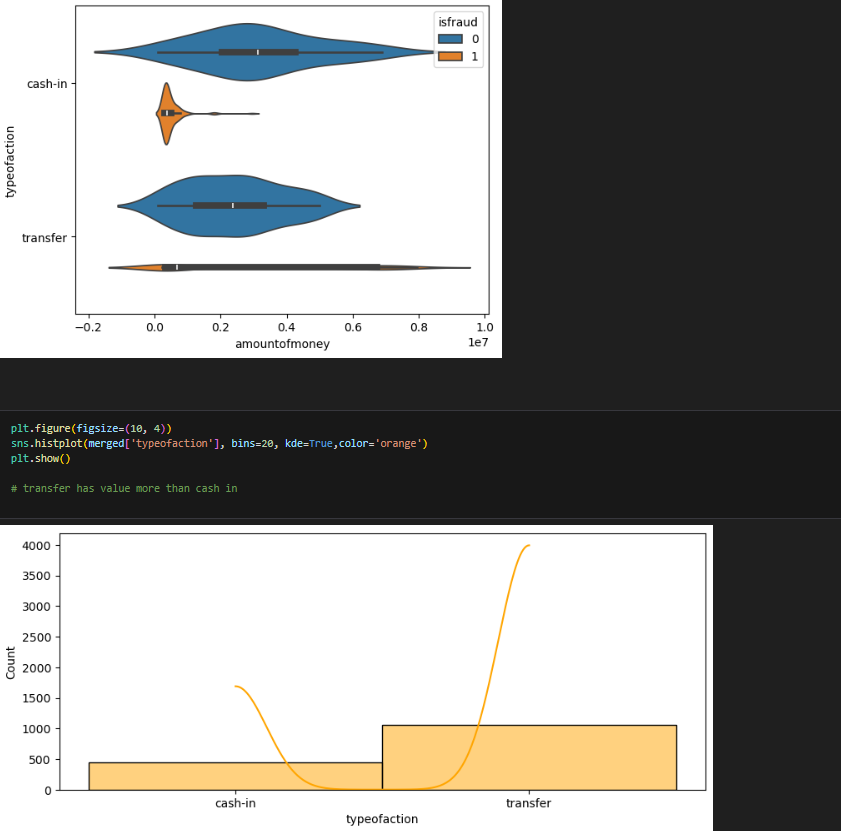 isfraud
0
1
cash-in
transfer
typeofaction
−0.2 0.0 0.2 0.4 0.6 0.8 1.0
1e7
amountofmoney
plt.figure(figsize=(10, 4))
sns.histplot(merged['typeofaction'], bins=20, kde=True,color='orange')
plt.show()
# transfer has value more than cash in
4000
3500
3000
2500
2000
1500
1000
500
0
Count
cash-in transfer
typeofaction